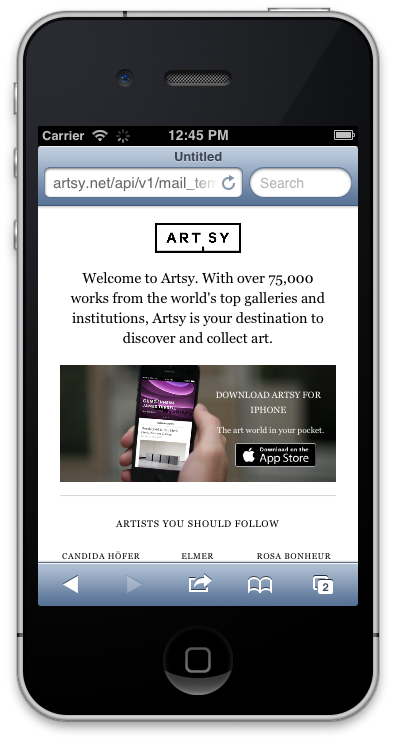 Carrier 12:45 PM
Untitled
artsy.net/api/v1/mail_tem Search
ARTSY
Welcome to Artsy. With over 75,000
works from the world's top galleries and
institutions, Artsy is your destination to
discover and collect art.
DOWNLOAD ARTSY FOR
IPHONE
The art world in your pocket.
Download on the
App Store
ARTISTS YOU SHOULD FOLLOW
CANDIDA HÖFER ELMER ROSA BONHEUR
2